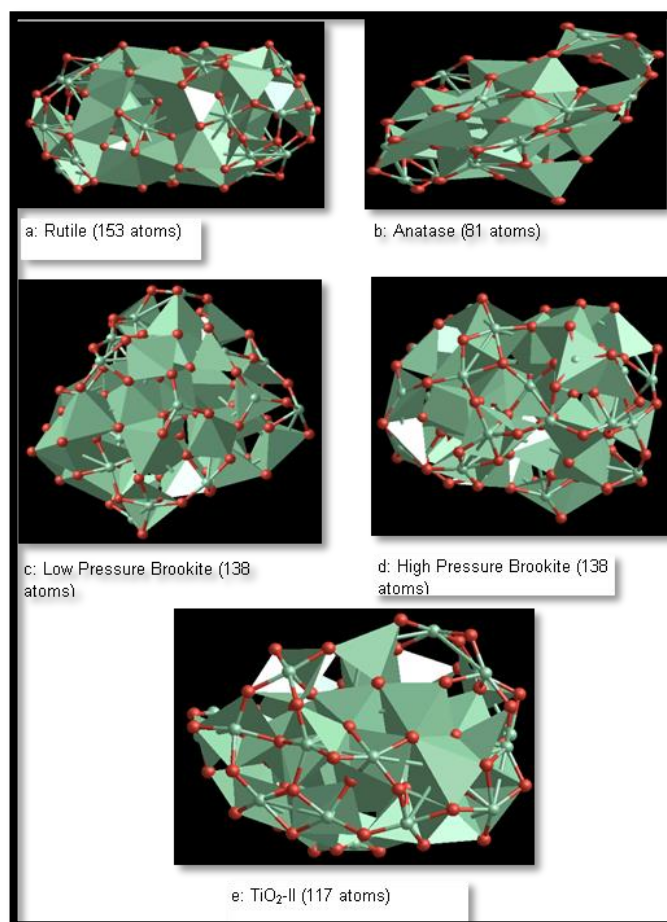 a: Rutile (153 atoms)
b: Anatase (81 atoms)
c: Low Pressure Brookite (138
atoms)
d: High Pressure Brookite (138
atoms)
e: TiO₂-II (117 atoms)